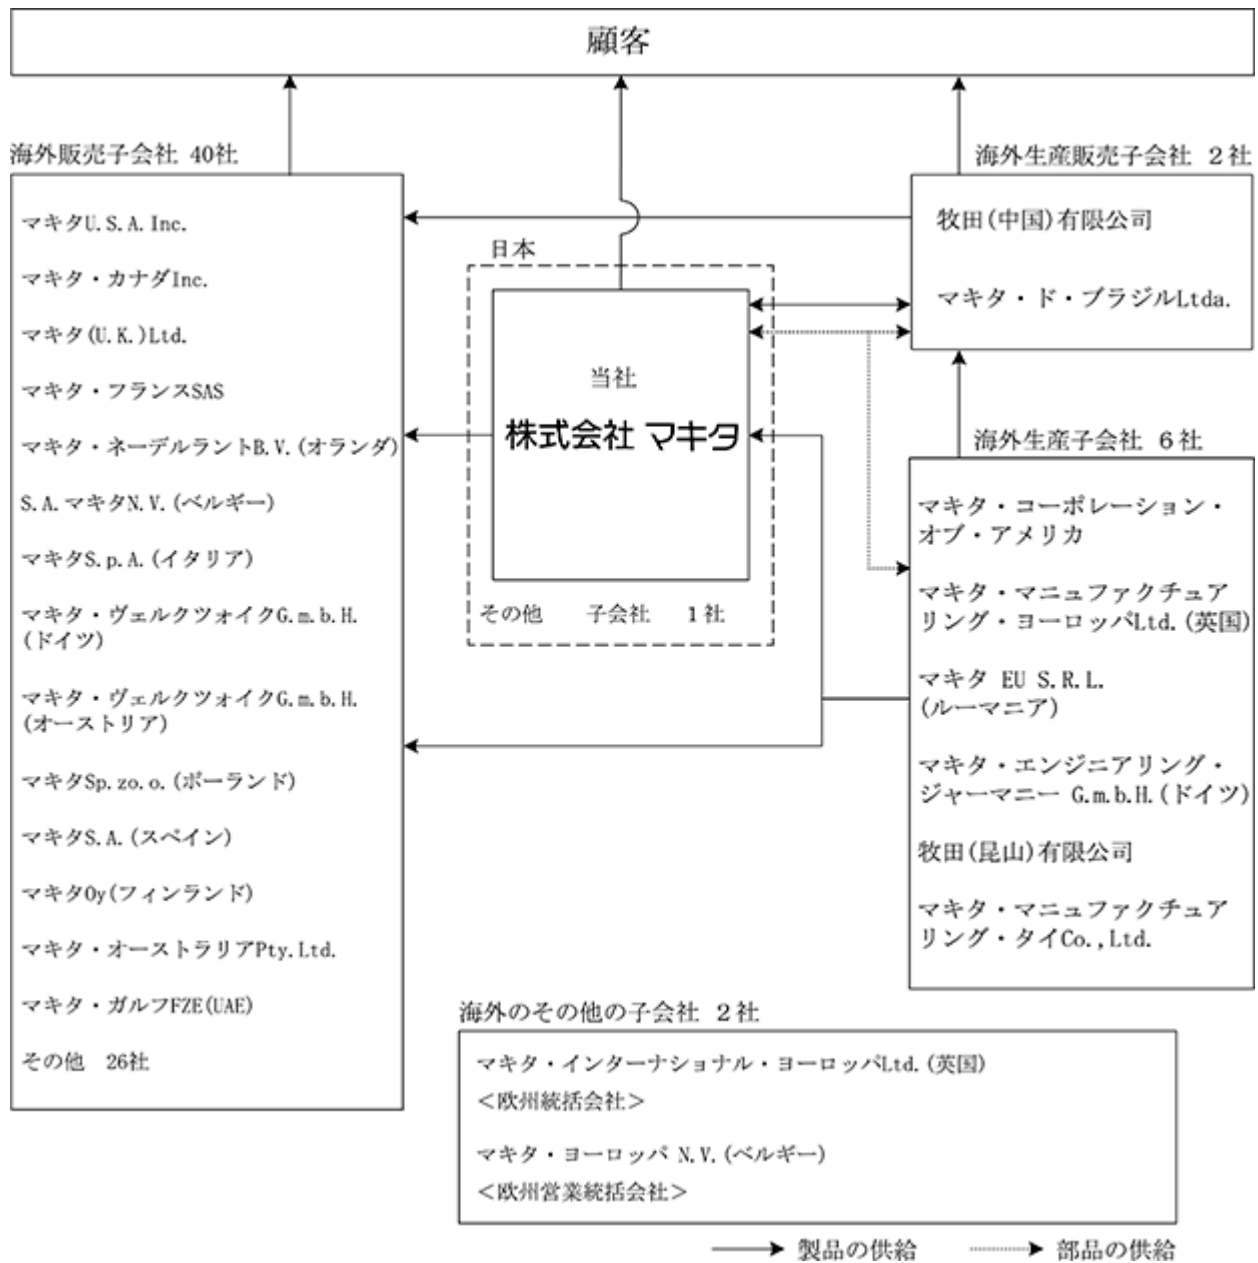 顧客
海外販売子会社 40社
マキタU.S.A.Inc.
マキタ・カナダInc.
マキタ(U.K.)Ltd.
マキタ・フランスSAS
マキタ・ネーデルラントB.V.(オランダ)
S.A.マキタN.V.(ベルギー)
マキタS.p.A.(イタリア)
マキタ・ヴェルクツォイクG.m.b.H.
(ドイツ)
マキタ・ヴェルクツォイクG.m.b.H.
(オーストリア)
マキタSp.zo.o.(ポーランド)
マキタS.A.(スペイン)
マキタOy(フィンランド)
マキタ・オーストラリアPty.Ltd.
マキタ・ガルフFZE(UAE)
その他 26社
日本
当社
株式会社 マキタ
その他 子会社 1社
海外生産販売子会社 2社
牧田(中国)有限公司
マキタ・ド・ブラジルLtda.
海外生産子会社 6社
マキタ・コーポレーション・
オブ・アメリカ
マキタ・マニュファクチュア
リング・ヨーロッパLtd.(英国)
マキタ EU S.R.L.
(ルーマニア)
マキタ・エンジニアリング・
ジャーマニー G.m.b.H.(ドイツ)
牧田(昆山)有限公司
マキタ・マニュファクチュア
リング・タイCo.,Ltd.
海外のその他の子会社 2社
マキタ・インターナショナル・ヨーロッパLtd.(英国)
＜欧州統括会社＞
マキタ・ヨーロッパ N.V.(ベルギー)
＜欧州営業統括会社＞
製品の供給
部品の供給